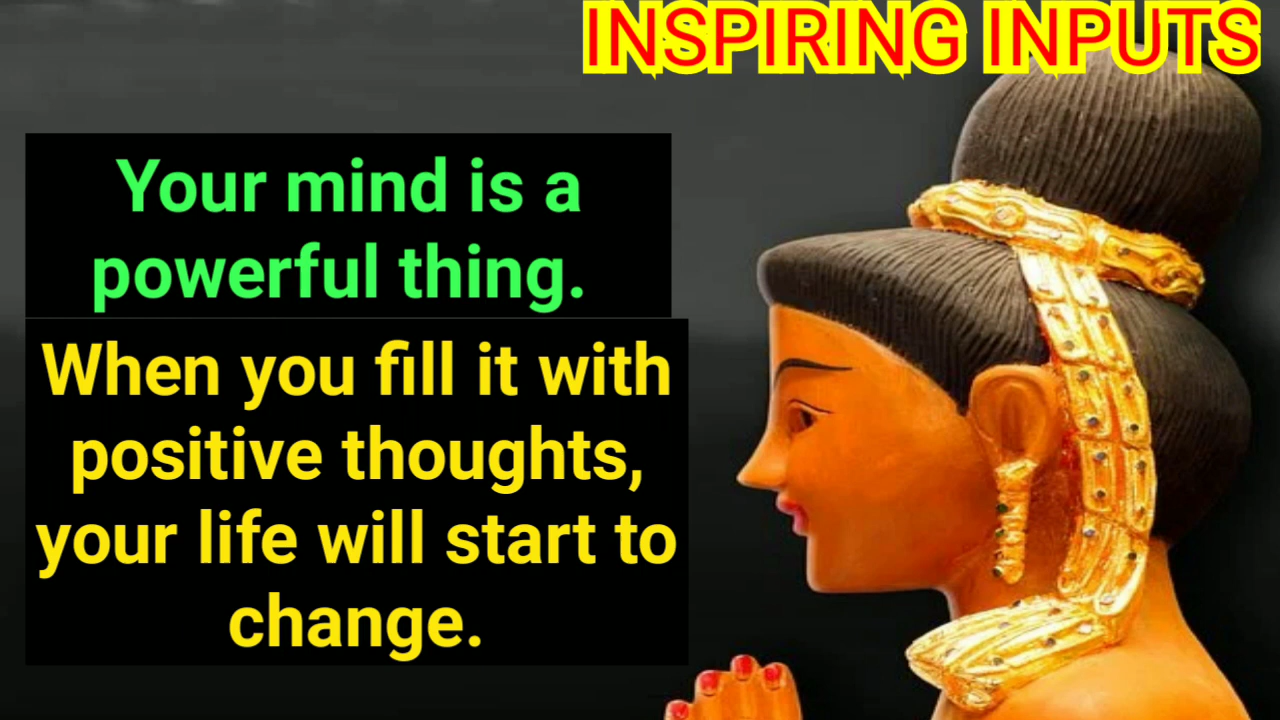 INSPIRING INPUTS
Your mind is a
powerful thing.
When you fill it with
positive thoughts,
your life will start to
change.